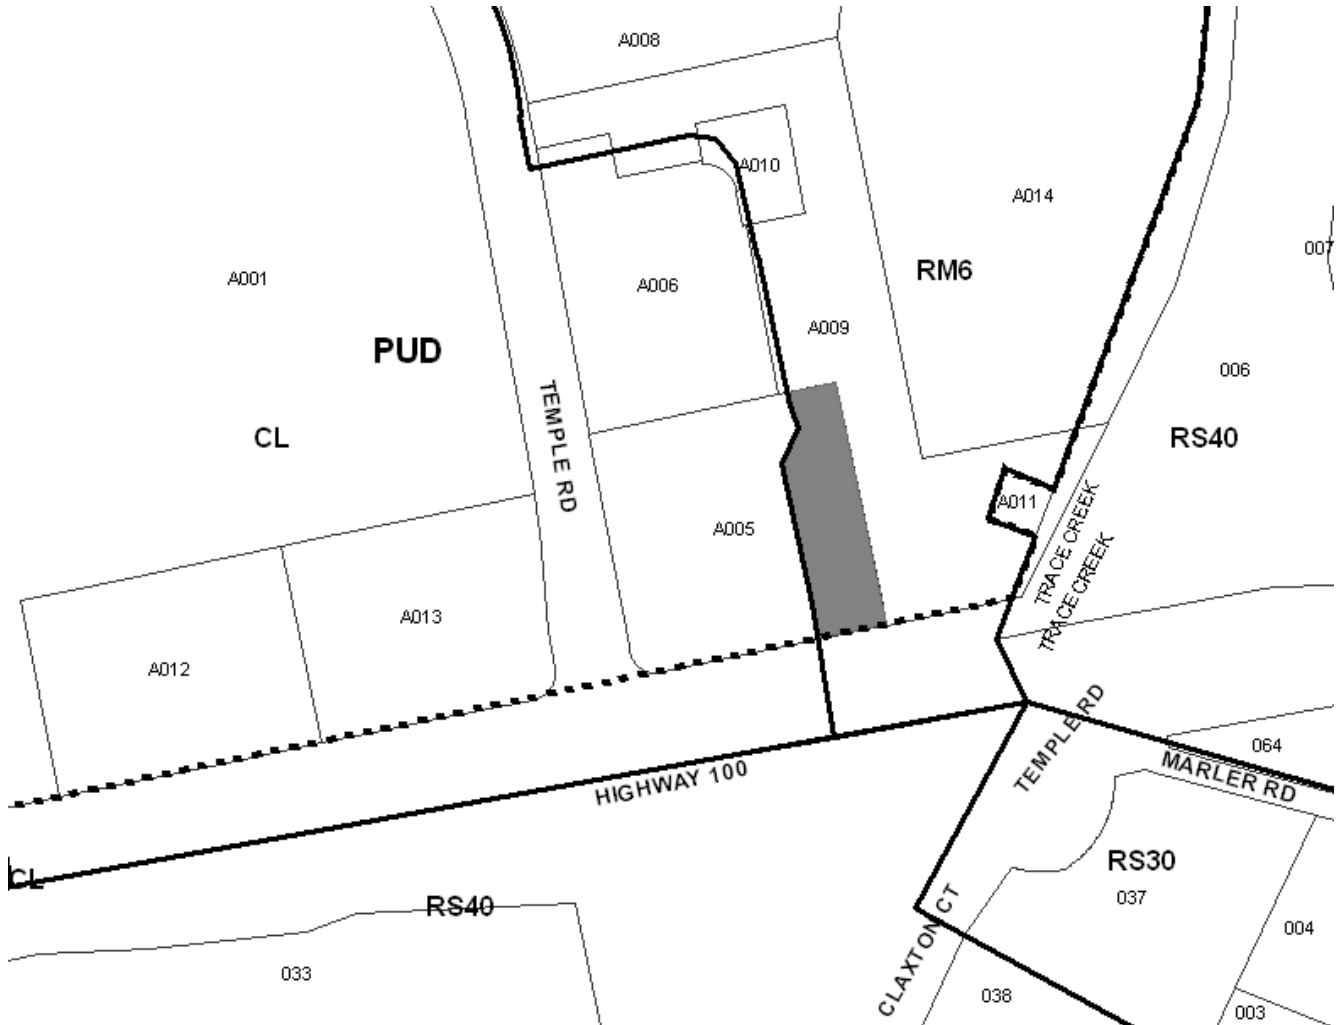 A008
A010
A014
007
A001
A006
RM6
A009
PUD
006
TEMPLE RD
CL
RS40
A011
A005
TRACE CREEK
TRACE CREEK
A013
A012
TEMPLE RD
064
HIGHWAY 100
MARLER RD
RS30
CL
037
RS40
CLAXTON CT
004
033
038
003